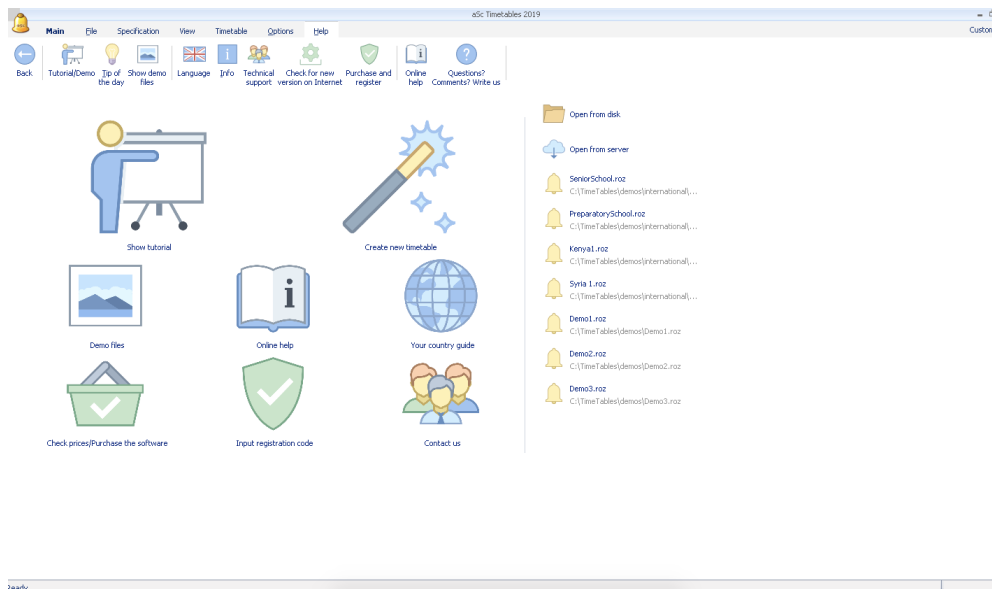 aSc Timetables 2019
Main File Specification View Timetable Options Help
Back
Tutorial/Demo
Tip of
the day
Show demo
files
Language
Info
Technical
support
Check for new
version on Internet
Purchase and
register
Online
help
Questions?
Comments? Write us
Show tutorial
Create new timetable
Demo files
Online help
Your country guide
Check prices/Purchase the software
Input registration code
Contact us
Open from disk
Open from server
SeniorSchool.roz
C:\TimeTables\demos\international\...
PreparatorySchool.roz
C:\TimeTables\demos\international\...
Kenya1.roz
C:\TimeTables\demos\international\...
Syria 1.roz
C:\TimeTables\demos\international\...
Demo1.roz
C:\TimeTables\demos\Demo1.roz
Demo2.roz
C:\TimeTables\demos\Demo2.roz
Demo3.roz
C:\TimeTables\demos\Demo3.roz
Ready